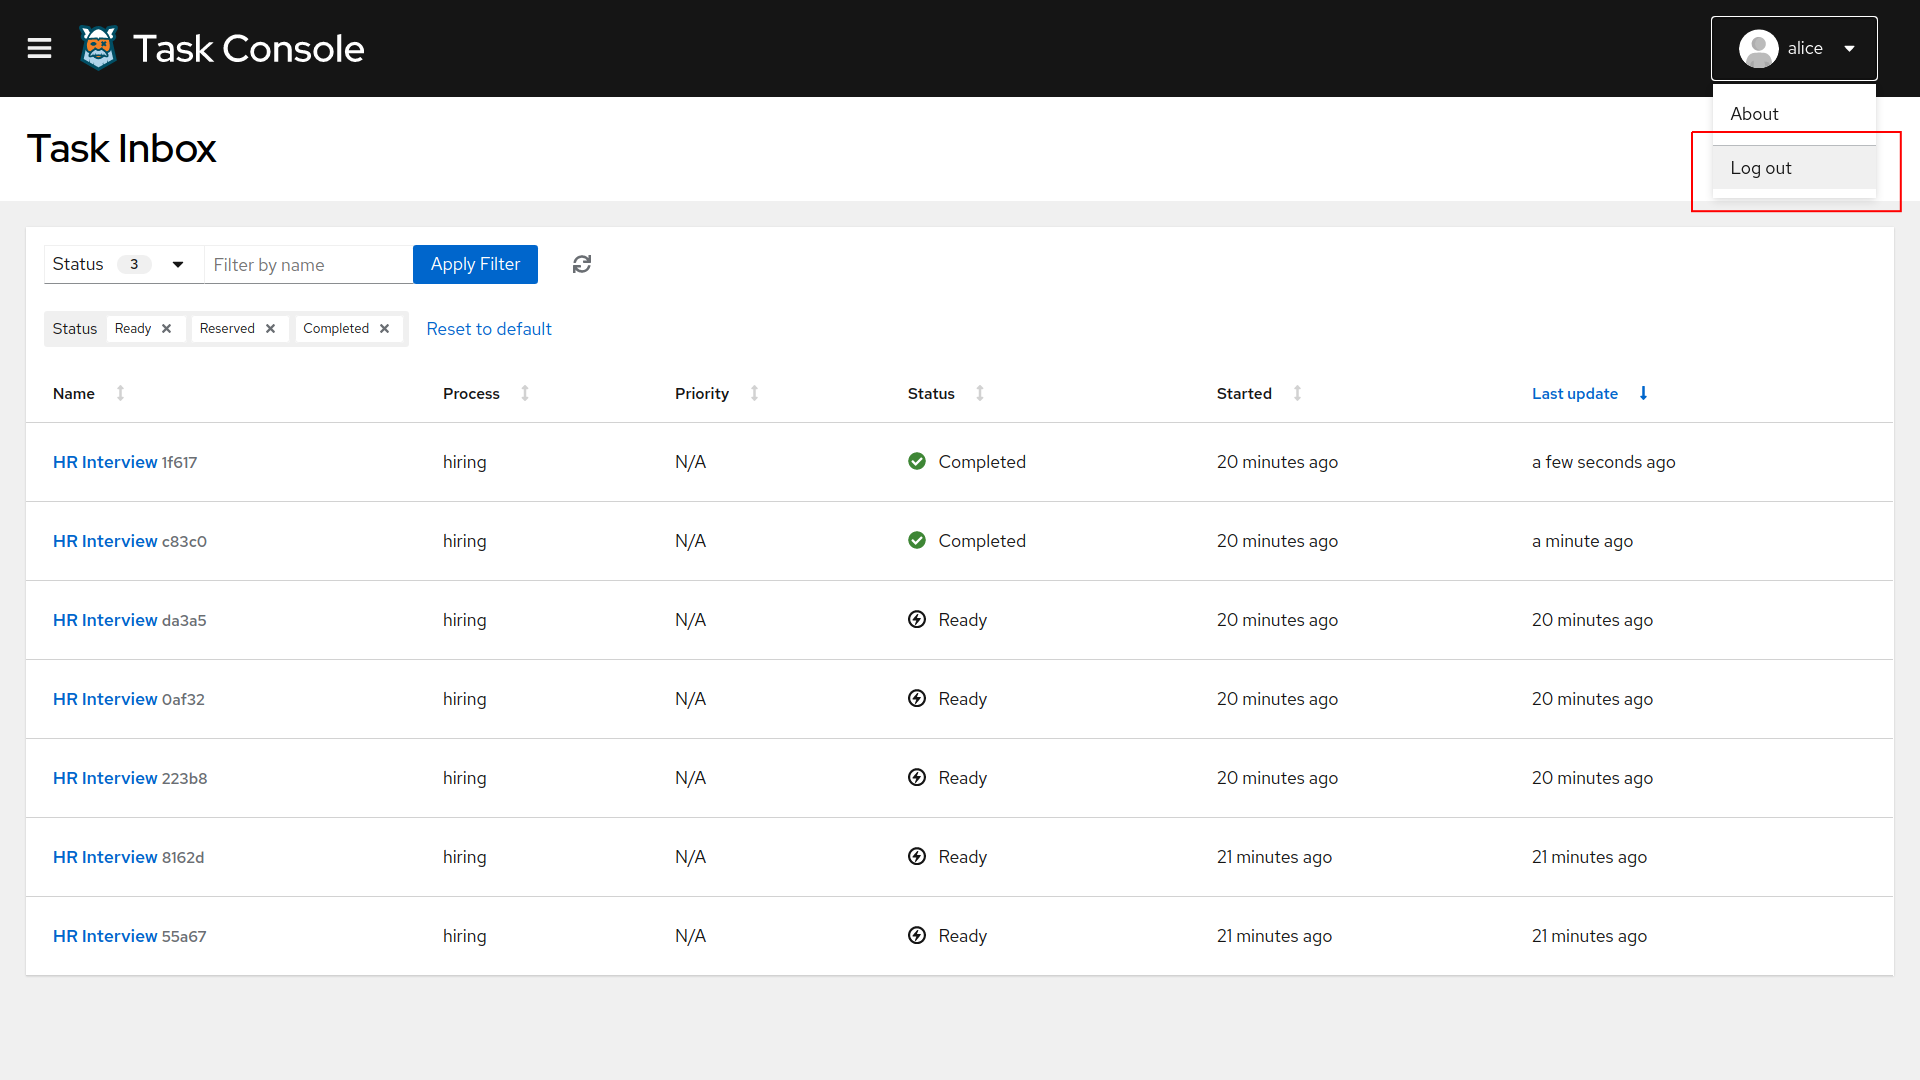 Task Console
alice
About
Log out
Task Inbox
Status 3 Filter by name Apply Filter
Status Ready Reserved Completed Reset to default
Name Process Priority Status Started Last update
HR Interview 1f617 hiring N/A Completed 20 minutes ago a few seconds ago
HR Interview c83c0 hiring N/A Completed 20 minutes ago a minute ago
HR Interview da3a5 hiring N/A Ready 20 minutes ago 20 minutes ago
HR Interview 0af32 hiring N/A Ready 20 minutes ago 20 minutes ago
HR Interview 223b8 hiring N/A Ready 20 minutes ago 20 minutes ago
HR Interview 8162d hiring N/A Ready 21 minutes ago 21 minutes ago
HR Interview 55a67 hiring N/A Ready 21 minutes ago 21 minutes ago